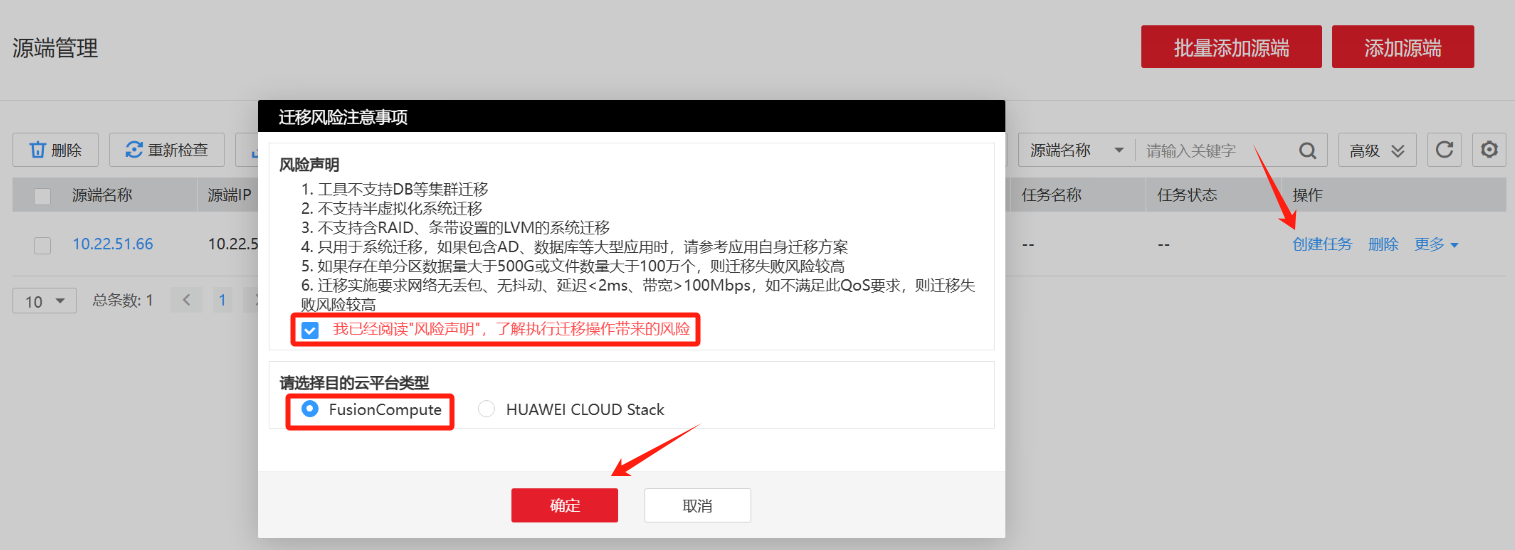 源端管理
批量添加源端
添加源端
迁移风险注意事项
删除
重新检查
源端名称
请输入关键字
高级
风险声明
1. 工具不支持DB等集群迁移
2. 不支持半虚拟化系统迁移
3. 不支持含RAID、条带设置的LVM的系统迁移
4. 只用于系统迁移，如果包含AD、数据库等大型应用时，请参考应用自身迁移方案
5. 如果存在单分区数据量大于500G或文件数量大于100万个，则迁移失败风险较高
6. 迁移实施要求网络无丢包、无抖动、延迟<2ms、带宽>100Mbps，如不满足此QoS要求，则迁移失
败风险较高
我已经阅读"风险声明"，了解执行迁移操作带来的风险
源端名称 源端IP 任务名称 任务状态 操作
10.22.51.66 10.22.5 -- -- 创建任务 删除 更多
10 总条数: 1 1
请选择目的云平台类型
FusionCompute HUAWEI CLOUD Stack
确定 取消